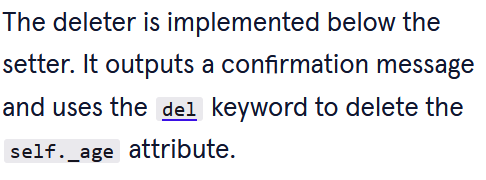 The deleter is implemented below the
setter. It outputs a confirmation message
and uses the del keyword to delete the
self._age attribute.